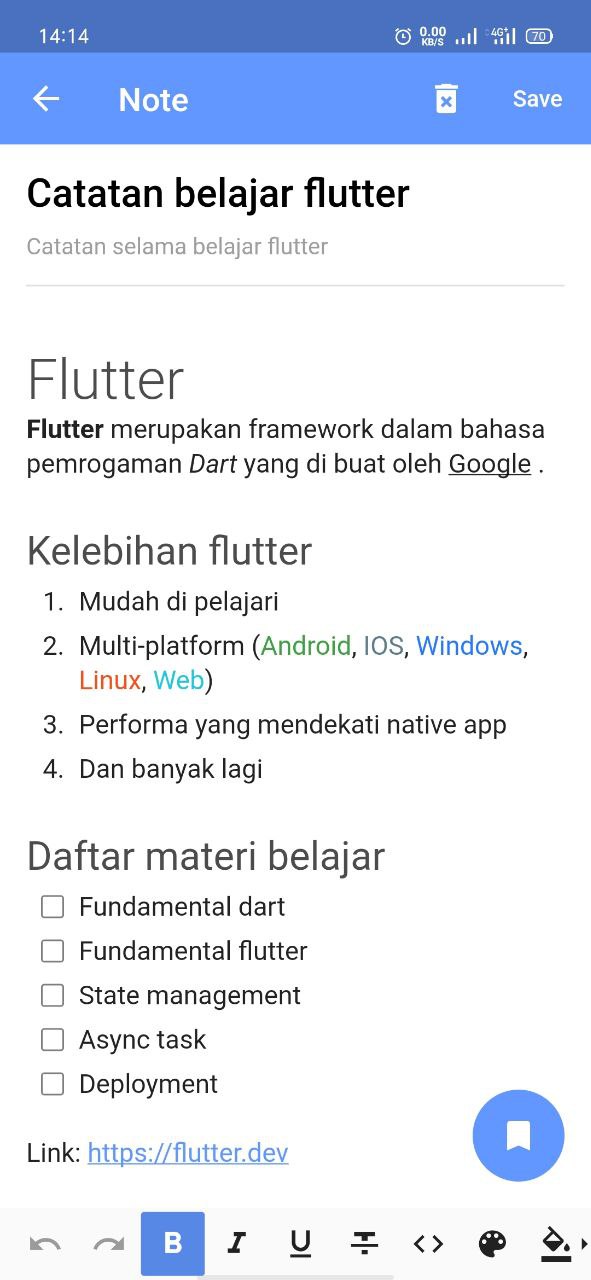 14:14
0.00
KB/S
4G+
70
Note
Save
Catatan belajar flutter
Catatan selama belajar flutter
Flutter
Flutter merupakan framework dalam bahasa
pemrogaman Dart yang di buat oleh Google .
Kelebihan flutter
1. Mudah di pelajari
2. Multi-platform (Android, IOS, Windows,
Linux, Web)
3. Performa yang mendekati native app
4. Dan banyak lagi
Daftar materi belajar
Fundamental dart
Fundamental flutter
State management
Async task
Deployment
Link: https://flutter.dev
B I U